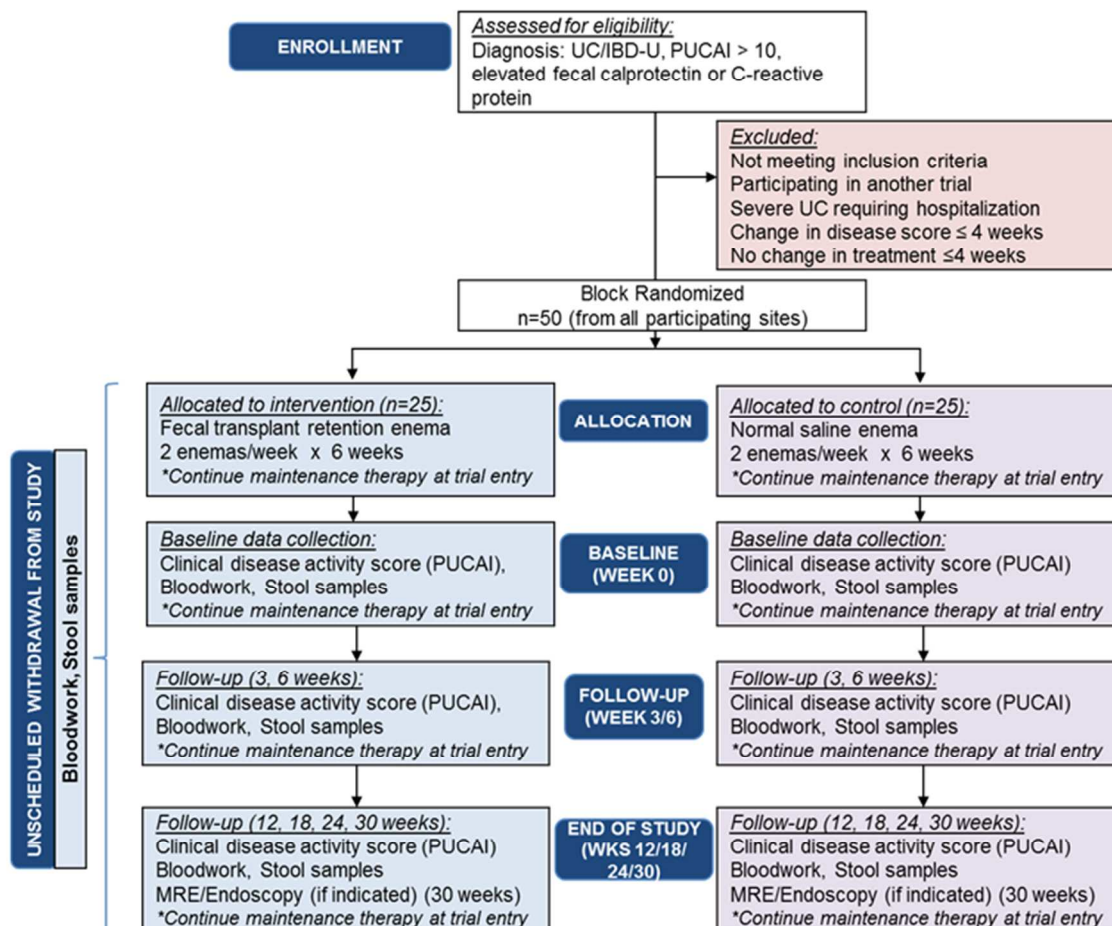 ENROLLMENT
Assessed for eligibility:
Diagnosis: UC/IBD-U, PUCAI > 10,
elevated fecal calprotectin or C-reactive
protein
Excluded:
Not meeting inclusion criteria
Participating in another trial
Severe UC requiring hospitalization
Change in disease score ≤ 4 weeks
No change in treatment ≤4 weeks
Block Randomized
n=50 (from all participating sites)
UNSCHEDULED WITHDRAWAL FROM STUDY
Bloodwork, Stool samples
Allocated to intervention (n=25):
Fecal transplant retention enema
2 enemas/week x 6 weeks
*Continue maintenance therapy at trial entry
ALLOCATION
Allocated to control (n=25):
Normal saline enema
2 enemas/week x 6 weeks
*Continue maintenance therapy at trial entry
Baseline data collection:
Clinical disease activity score (PUCAI),
Bloodwork, Stool samples
*Continue maintenance therapy at trial entry
BASELINE
(WEEK 0)
Baseline data collection:
Clinical disease activity score (PUCAI)
Bloodwork, Stool samples
*Continue maintenance therapy at trial entry
Follow-up (3, 6 weeks):
Clinical disease activity score (PUCAI),
Bloodwork, Stool samples
*Continue maintenance therapy at trial entry
FOLLOW-UP
(WEEK 3/6)
Follow-up (3, 6 weeks):
Clinical disease activity score (PUCAI)
Bloodwork, Stool samples
*Continue maintenance therapy at trial entry
Follow-up (12, 18, 24, 30 weeks):
Clinical disease activity score (PUCAI)
Bloodwork, Stool samples
MRE/Endoscopy (if indicated) (30 weeks)
*Continue maintenance therapy at trial entry
END OF STUDY
(WKS 12/18/
24/30)
Follow-up (12, 18, 24, 30 weeks):
Clinical disease activity score (PUCAI)
Bloodwork, Stool samples
MRE/Endoscopy (if indicated) (30 weeks)
*Continue maintenance therapy at trial entry